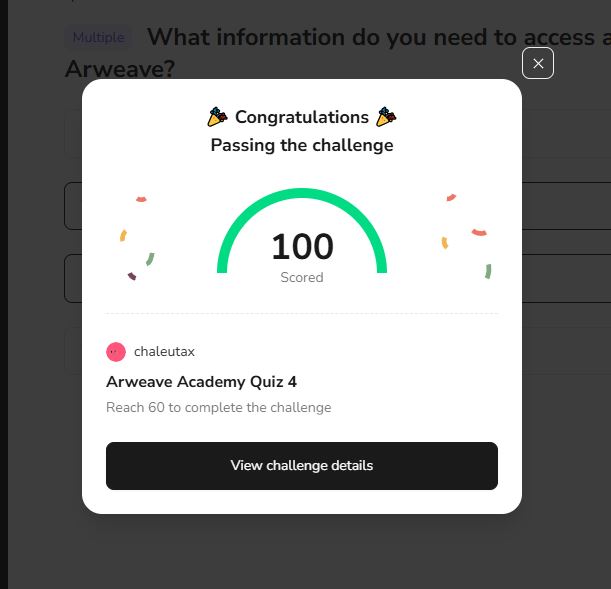 Multiple What information do you need to access a
Arweave?
🎉 Congratulations 🎉
Passing the challenge
100
Scored
chaleutax
Arweave Academy Quiz 4
Reach 60 to complete the challenge
View challenge details